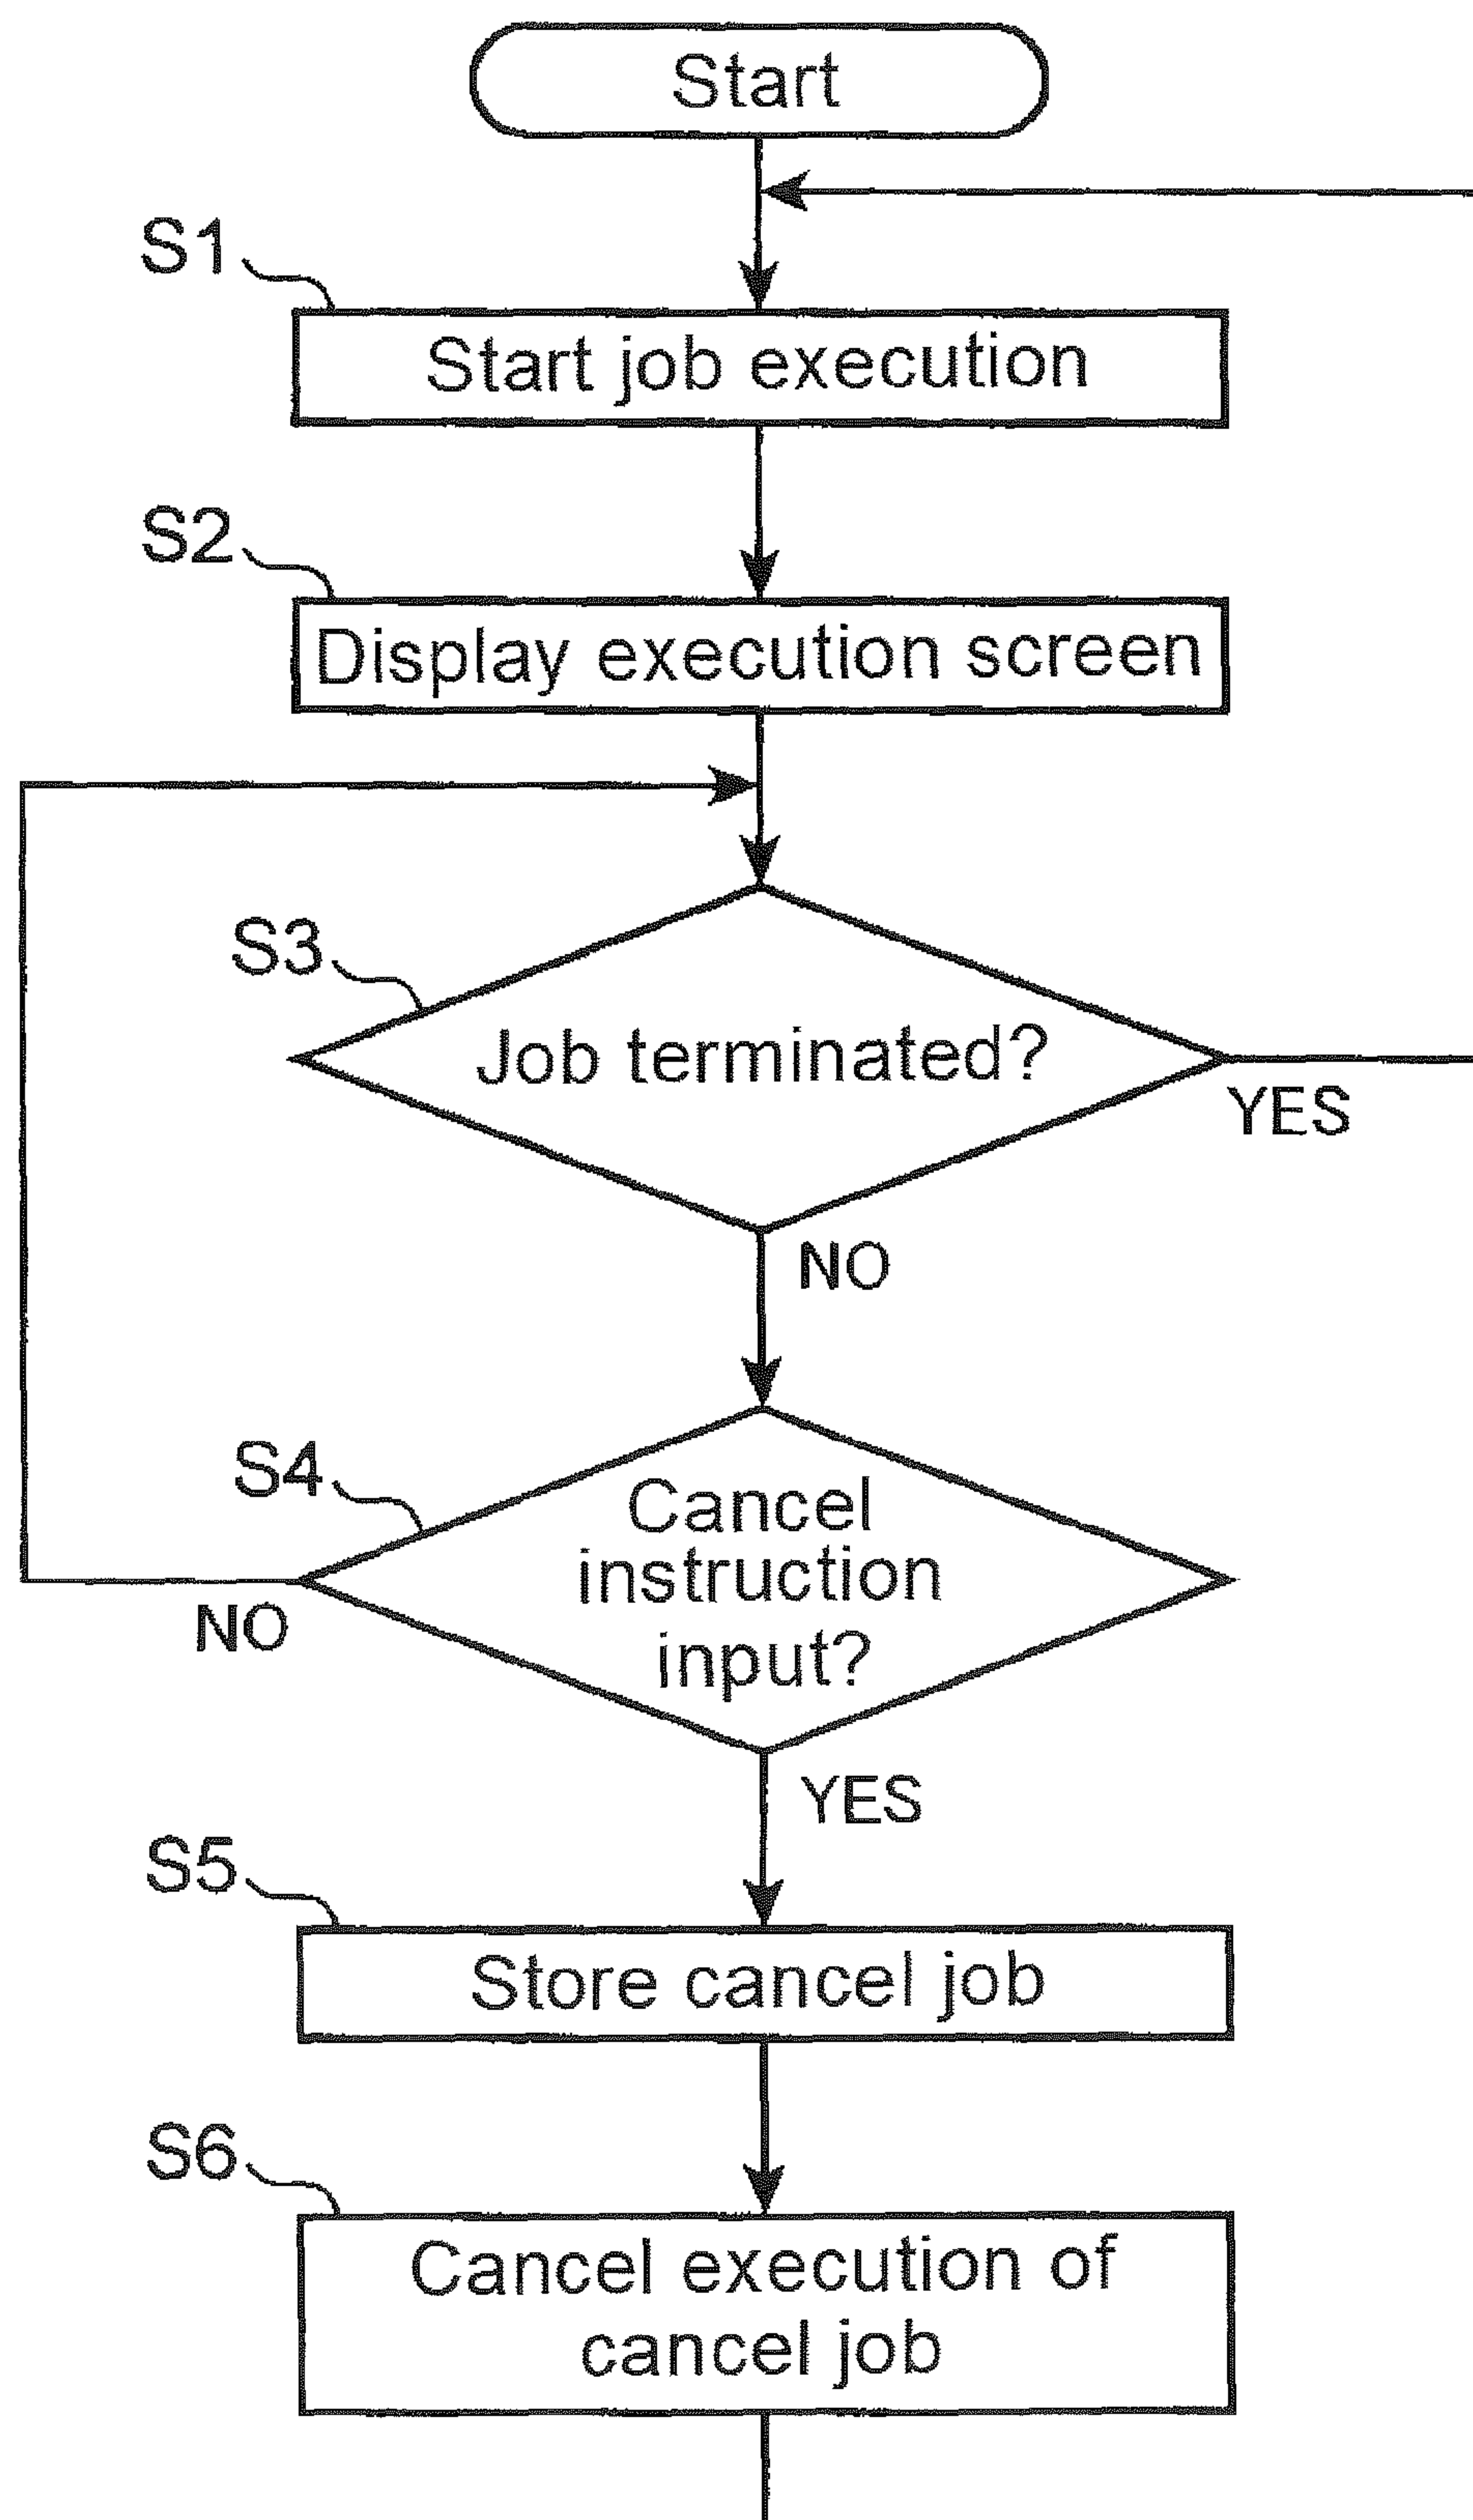 Start
S1
Start job execution
S2
Display execution screen
S3
Job terminated?
YES
NO
S4
Cancel
instruction
input?
NO
YES
S5
Store cancel job
S6
Cancel execution of
cancel job